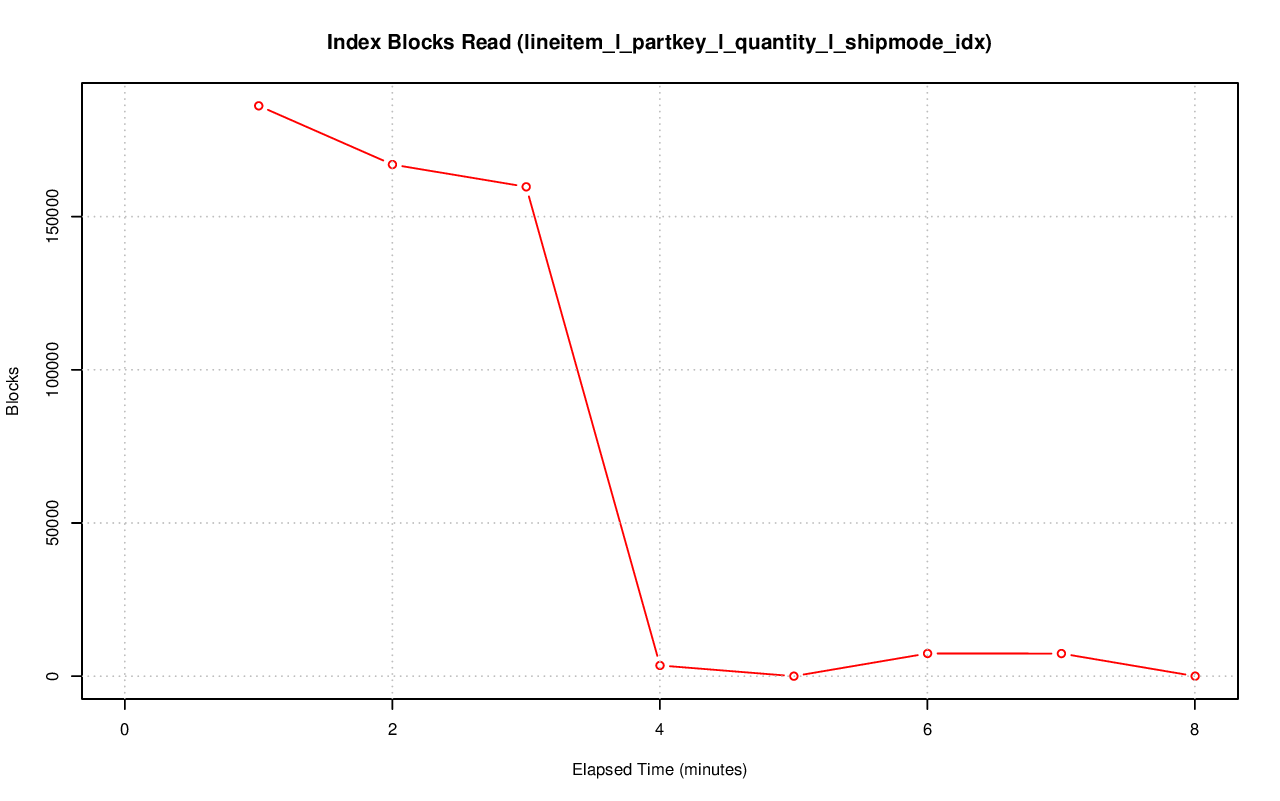 Index Blocks Read (lineitem_l_partkey_l_quantity_l_shipmode_idx)
Blocks
150000
100000
50000
0
0 2 4 6 8
Elapsed Time (minutes)